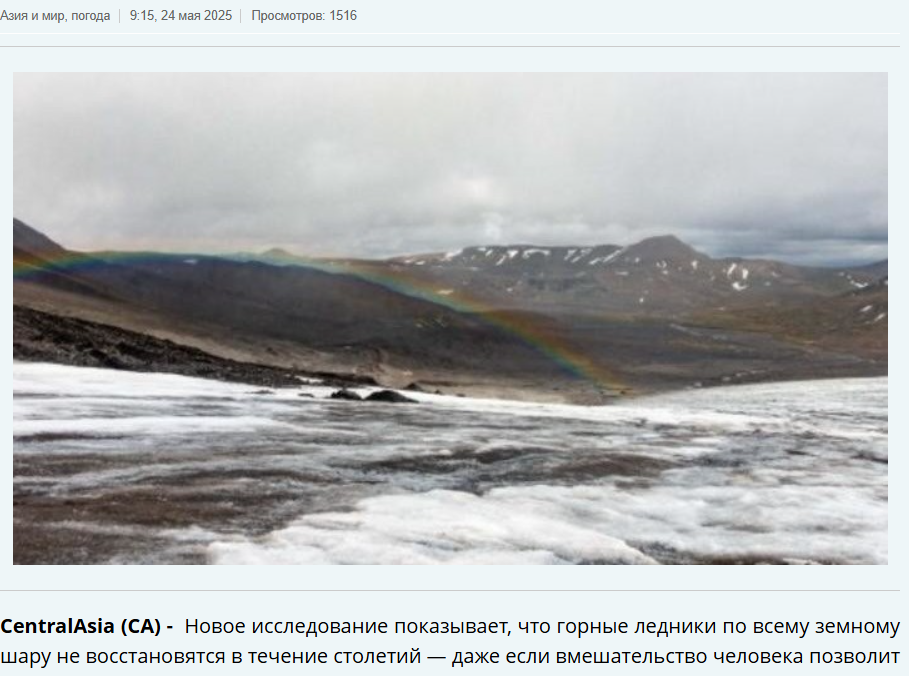 Азия и мир, погода 9:15, 24 мая 2025 Просмотров: 1516
CentralAsia (CA) - Новое исследование показывает, что горные ледники по всему земному
шару не восстановятся в течение столетий — даже если вмешательство человека позволит